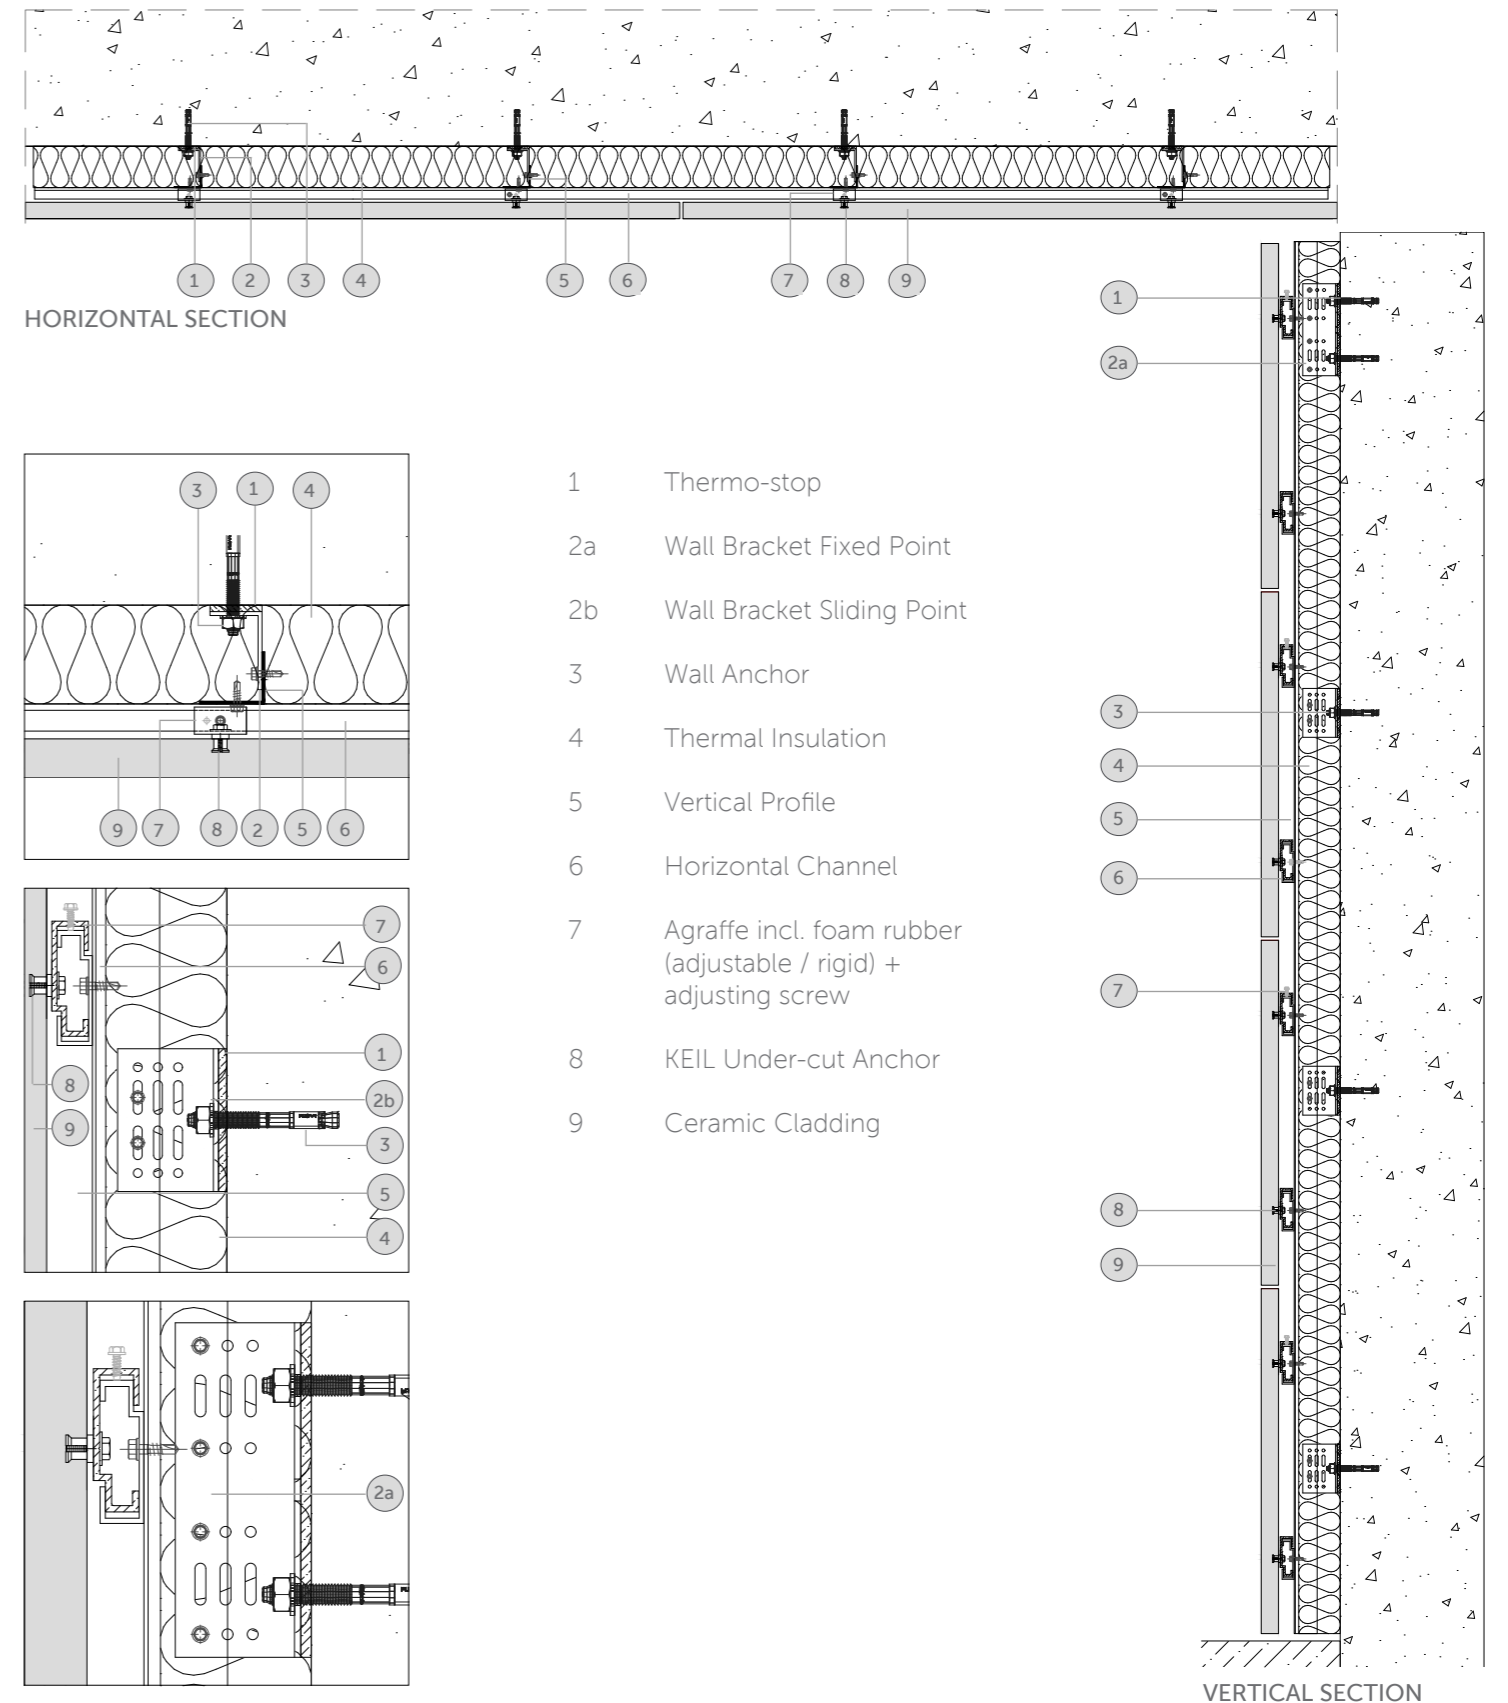 1 2 3 4 5 6 7 8 9
HORIZONTAL SECTION
1
2a
3
4
5
6
7
8
9
VERTICAL SECTION
3 1 4
3
9 7 8 2 5 6
7
6
1
8
2b
9
3
5
4
2a
1 Thermo-stop
2a Wall Bracket Fixed Point
2b Wall Bracket Sliding Point
3 Wall Anchor
4 Thermal Insulation
5 Vertical Profile
6 Horizontal Channel
7 Agraffe incl. foam rubber
(adjustable / rigid) +
adjusting screw
8 KEIL Under-cut Anchor
9 Ceramic Cladding